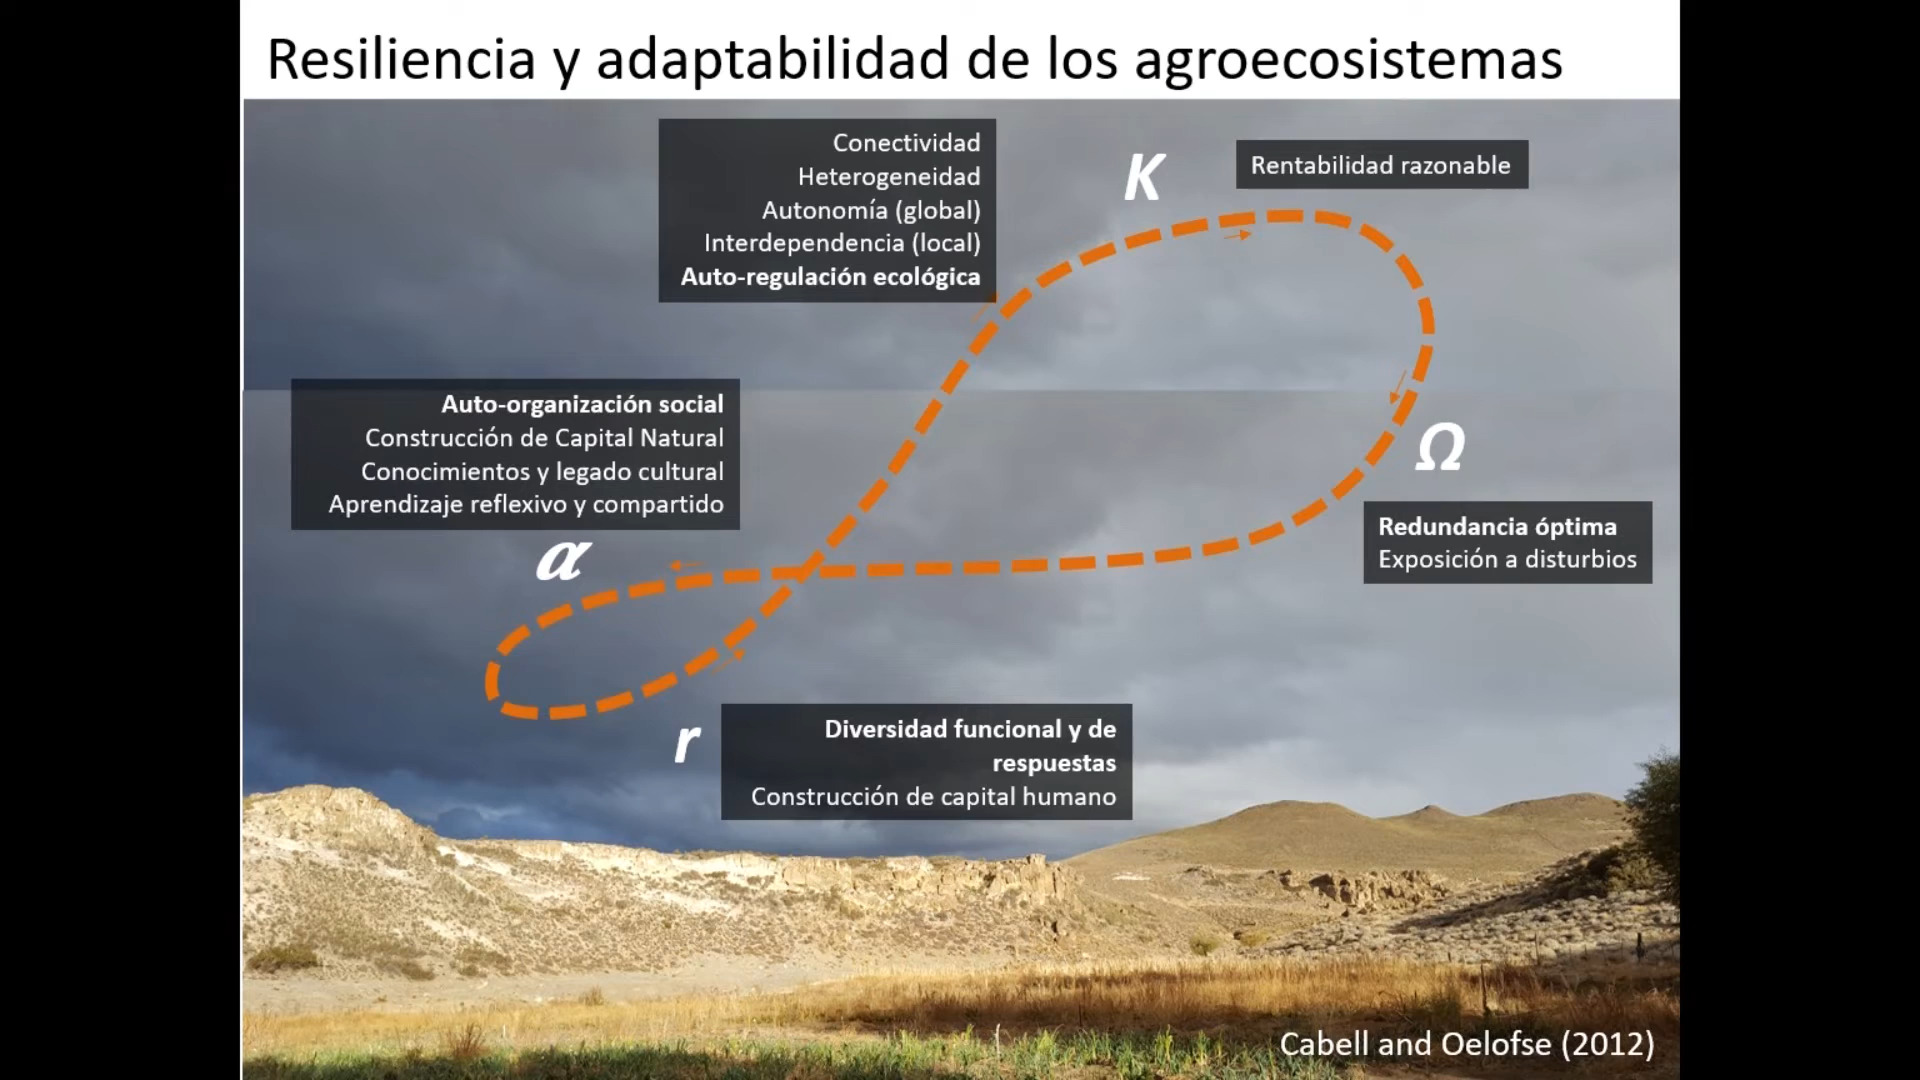 Resiliencia y adaptabilidad de los agroecosistemas
Conectividad
Heterogeneidad
Autonomía (global)
Interdependencia (local)
Auto-regulación ecológica
K
Rentabilidad razonable
Auto-organización social
Construcción de Capital Natural
Conocimientos y legado cultural
Aprendizaje reflexivo y compartido
α
Ω
Redundancia óptima
Exposición a disturbios
r
Diversidad funcional y de
respuestas
Construcción de capital humano
Cabell and Oelofse (2012)